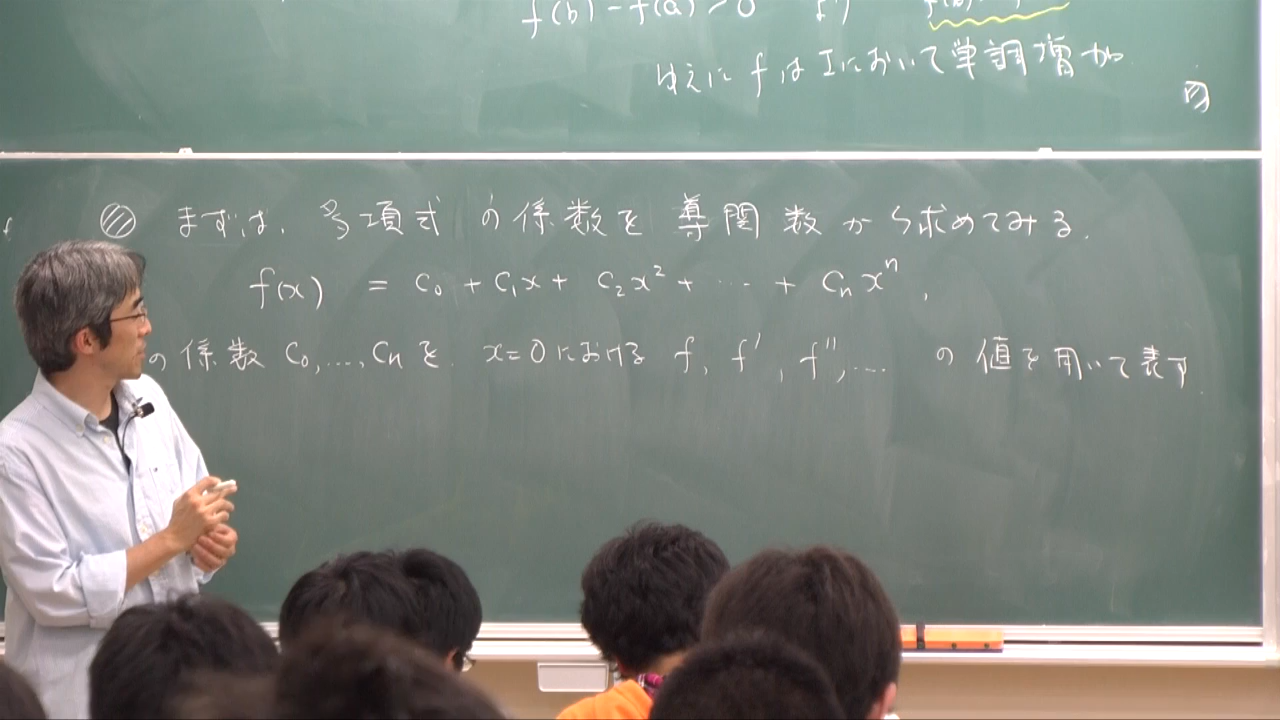 f(b) - f(a) > 0 より
ゆえに f は I において単調増加
まずは、多項式の係数を導関数から求めてみる.
f(x) = c₀ + c₁x + c₂x² + … + cₙxⁿ,
の係数 c₀, …, cₙを x=0 における f, f', f'', … の値を用いて表す